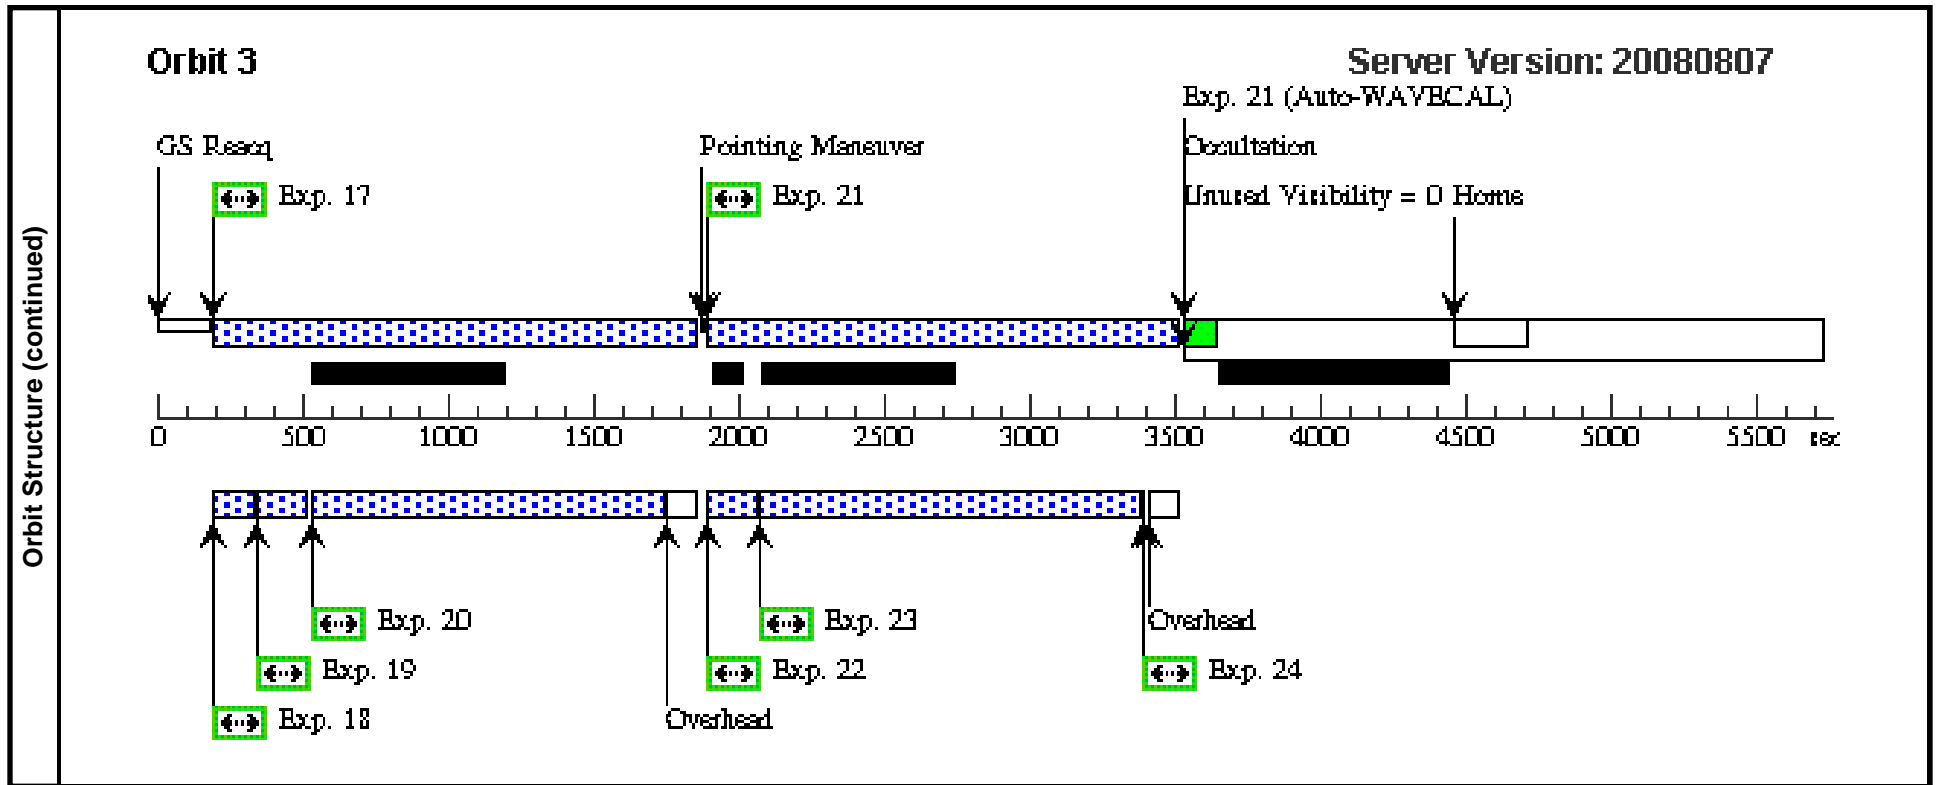 Orbit Structure (continued)
Orbit 3
Server Version: 20080807
Exp. 21 (Auto-WAVECAL)
GS Reacq
Pointing Maneuver
Occultation
Exp. 17
Exp. 21
Unused Visibility = 0
Home
0 500 1000 1500 2000 2500 3000 3500 4000 4500 5000 5500 sec
Exp. 20
Exp. 23
Overhead
Exp. 19
Exp. 22
Exp. 24
Exp. 18
Overhead